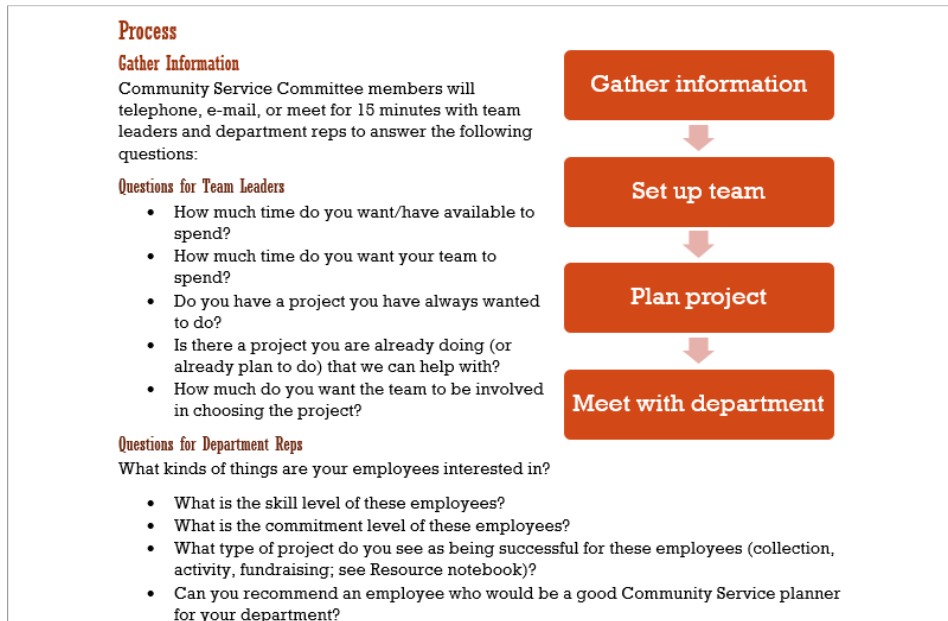 Process
Gather Information
Community Service Committee members will
telephone, e-mail, or meet for 15 minutes with team
leaders and department reps to answer the following
questions:
Questions for Team Leaders
• How much time do you want/have available to
spend?
• How much time do you want your team to
spend?
• Do you have a project you have always wanted
to do?
• Is there a project you are already doing (or
already plan to do) that we can help with?
• How much do you want the team to be involved
in choosing the project?
Gather information
Set up team
Plan project
Meet with department
Questions for Department Reps
What kinds of things are your employees interested in?
• What is the skill level of these employees?
• What is the commitment level of these employees?
• What type of project do you see as being successful for these employees (collection,
activity, fundraising; see Resource notebook)?
• Can you recommend an employee who would be a good Community Service planner
for your department?